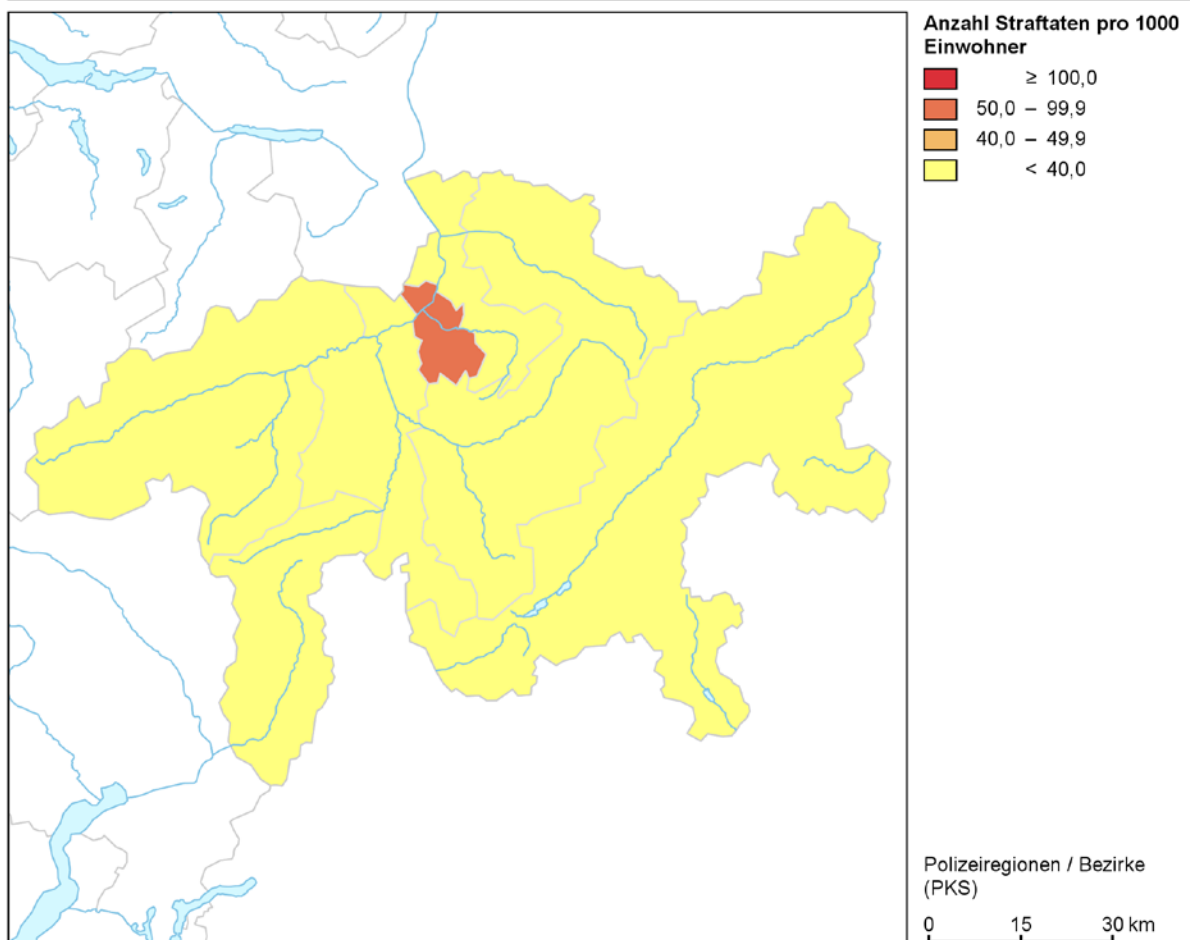 Anzahl Straftaten pro 1000
Einwohner
≥ 100,0
50,0 – 99,9
40,0 – 49,9
< 40,0
Polizeiregionen / Bezirke
(PKS)
0 15 30 km